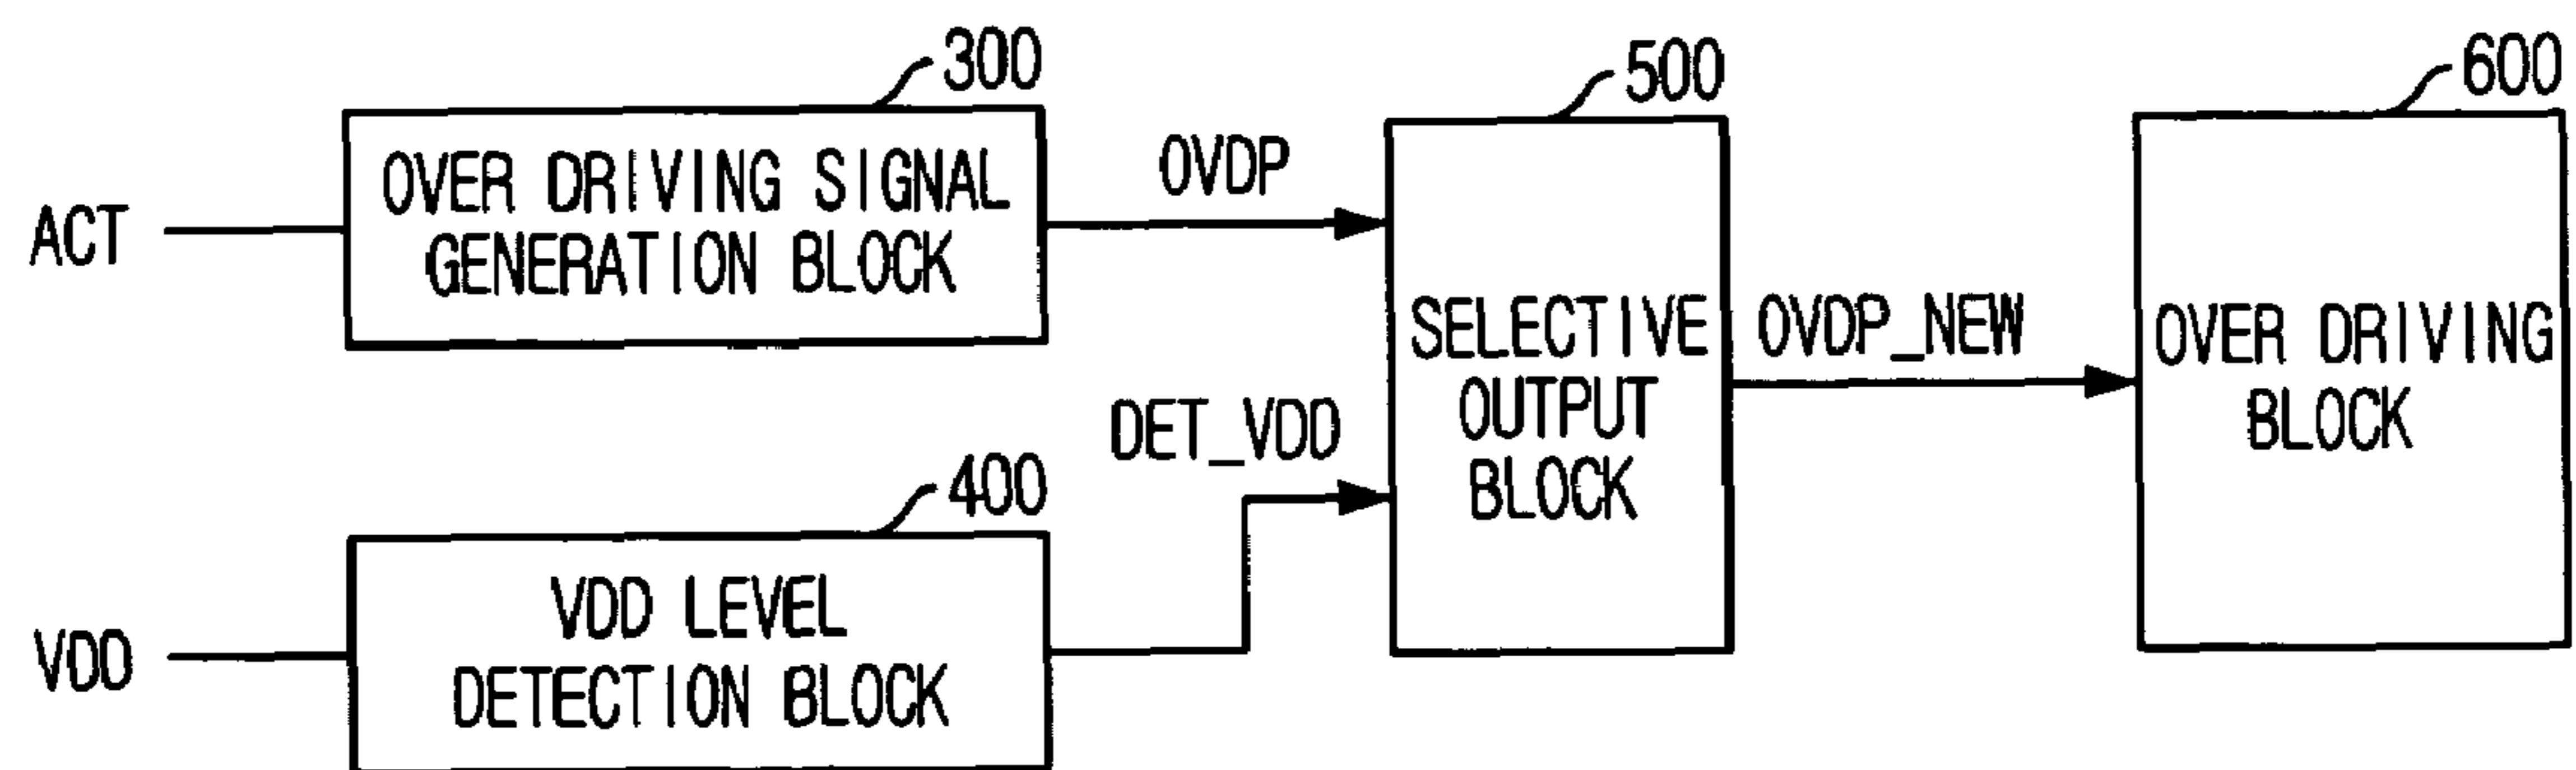 300
500
600
ACT
OVER DRIVING SIGNAL
GENERATION BLOCK
OVDP
SELECTIVE
OUTPUT
BLOCK
OVDP_NEW
OVER DRIVING
BLOCK
DET_VDD
400
VDD
VDD LEVEL
DETECTION BLOCK